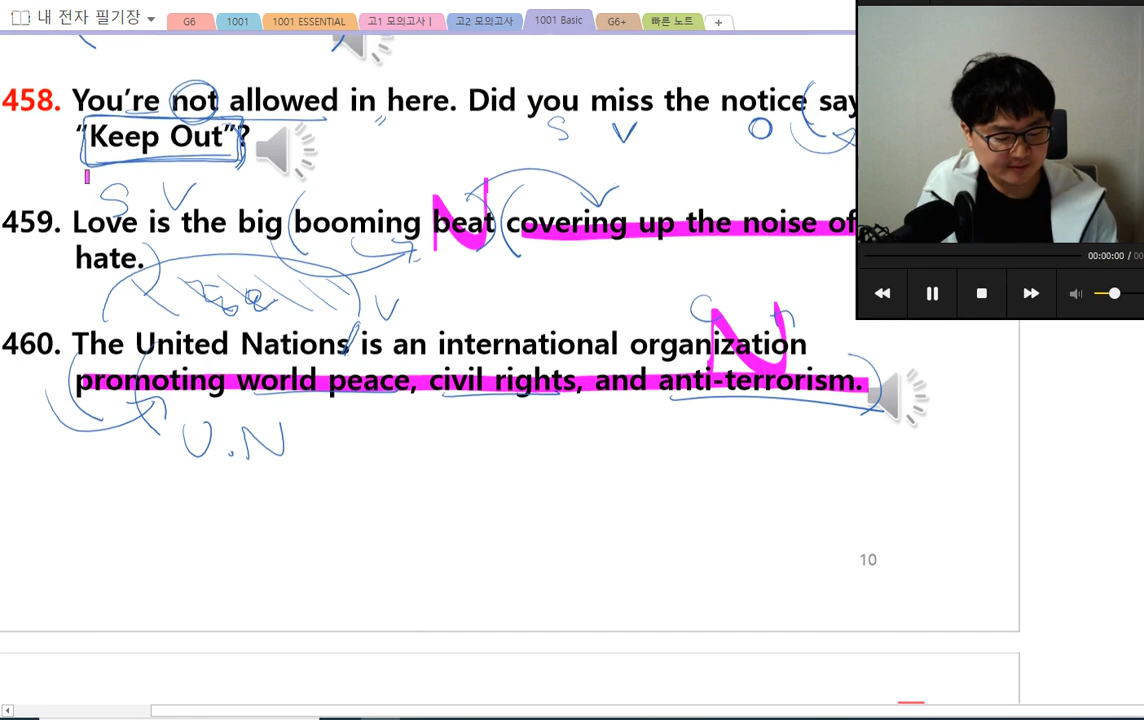 내 전자 필기장 G6 1001 1001 ESSENTIAL 고1 모의고사 I 고2 모의고사 1001 Basic G6+ 빠른 노트 +
458. You're not allowed in here. Did you miss the notice say
"Keep Out"?
S V O
S V
459. Love is the big booming beat covering up the noise of
N
hate.
V C N
460. The United Nations is an international organization
promoting world peace, civil rights, and anti-terrorism.
U.N
10
00:00:00 / 00